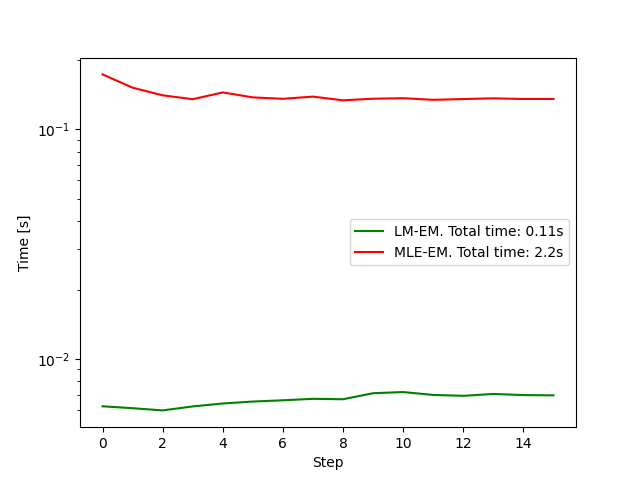 Time [s]
10⁻¹
10⁻²
LM-EM. Total time: 0.11s
MLE-EM. Total time: 2.2s
0 2 4 6 8 10 12 14
Step